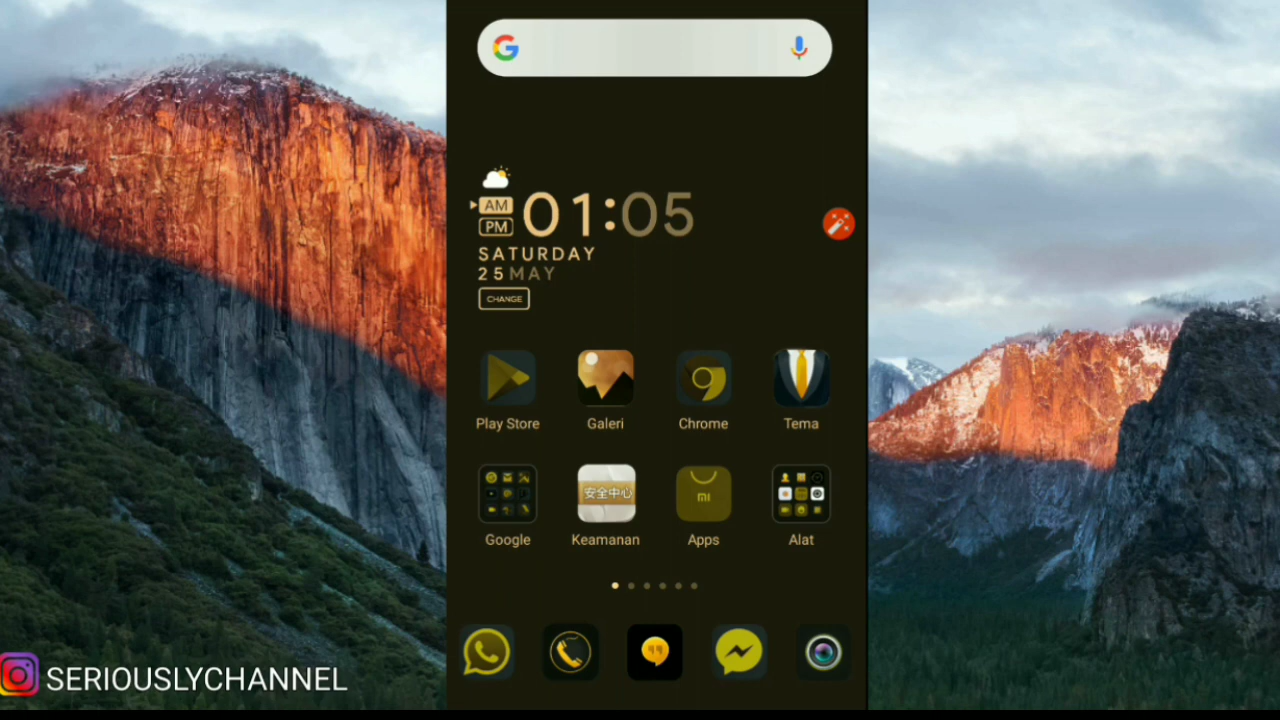 AM
PM
01:05
SATURDAY
25 MAY
CHANGE
Play Store
Galeri
Chrome
Tema
安全中心
mi
Google
Keamanan
Apps
Alat
SERIOUSLYCHANNEL